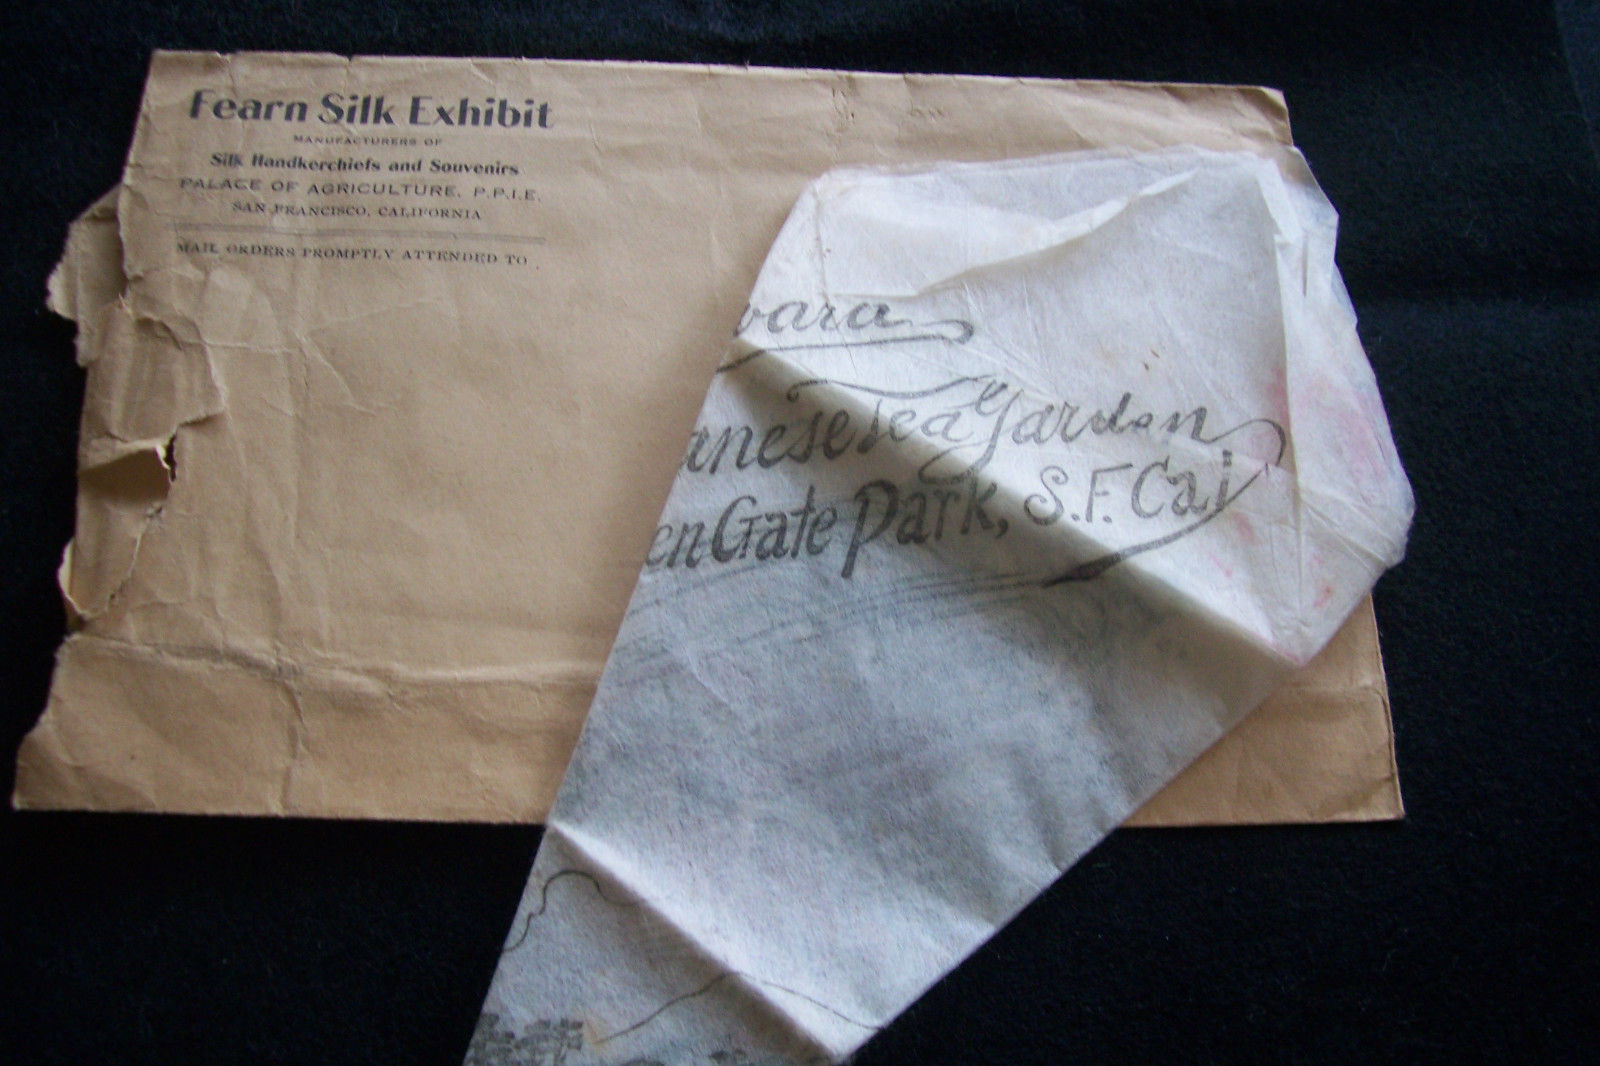 Fearn Silk Exhibit
MANUFACTURERS OF
Silk Handkerchiefs and Souvenirs
PALACE OF AGRICULTURE, P.P.I.E.
SAN FRANCISCO, CALIFORNIA
MAIL ORDERS PROMPTLY ATTENDED TO.
wara
anese Tea Garden
en Gate Park, S.F. Cal